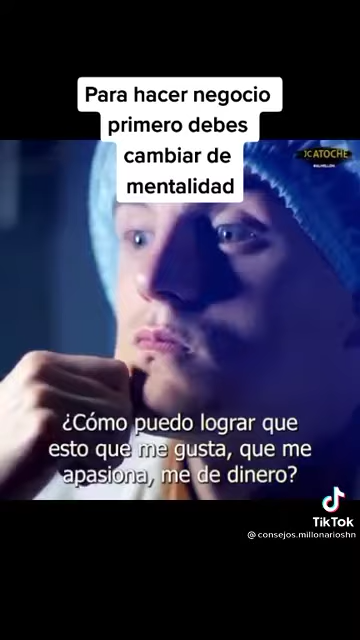 Para hacer negocio
primero debes
cambiar de
mentalidad
JCATOCHE
¿Cómo puedo lograr que
esto que me gusta, que me
apasiona, me de dinero?
TikTok
@consejos.millonarioshn